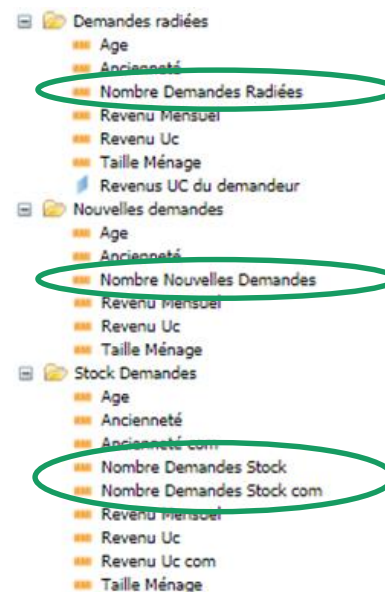 Demandes radiées
Age
Ancienneté
Nombre Demandes Radiées
Revenu Mensuel
Revenu Uc
Taille Ménage
Revenus UC du demandeur
Nouvelles demandes
Age
Ancienneté
Nombre Nouvelles Demandes
Revenu Mensuel
Revenu Uc
Taille Ménage
Stock Demandes
Age
Ancienneté
Ancienneté com
Nombre Demandes Stock
Nombre Demandes Stock com
Revenu Mensuel
Revenu Uc
Revenu Uc com
Taille Ménage